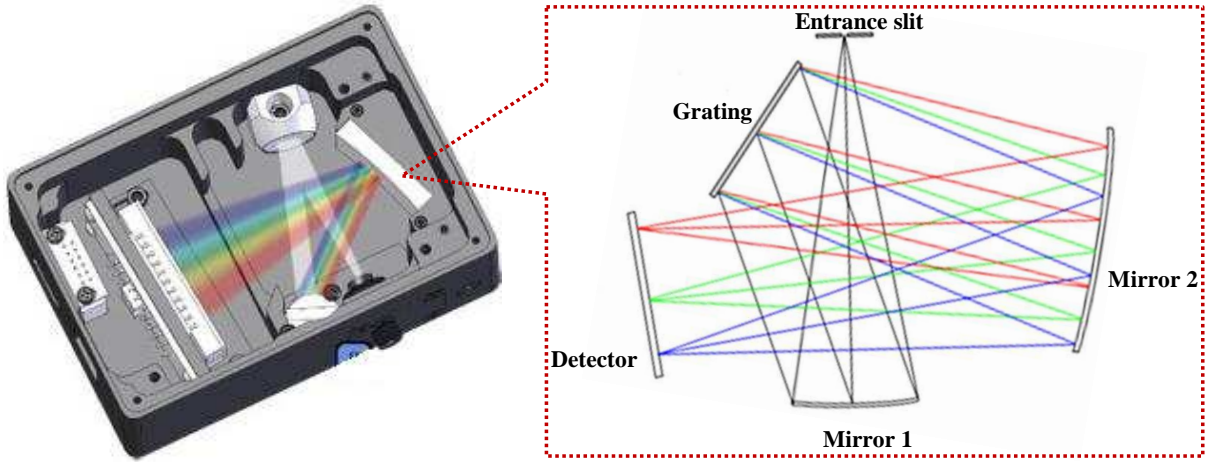 Entrance slit
Grating
Mirror 2
Detector
Mirror 1